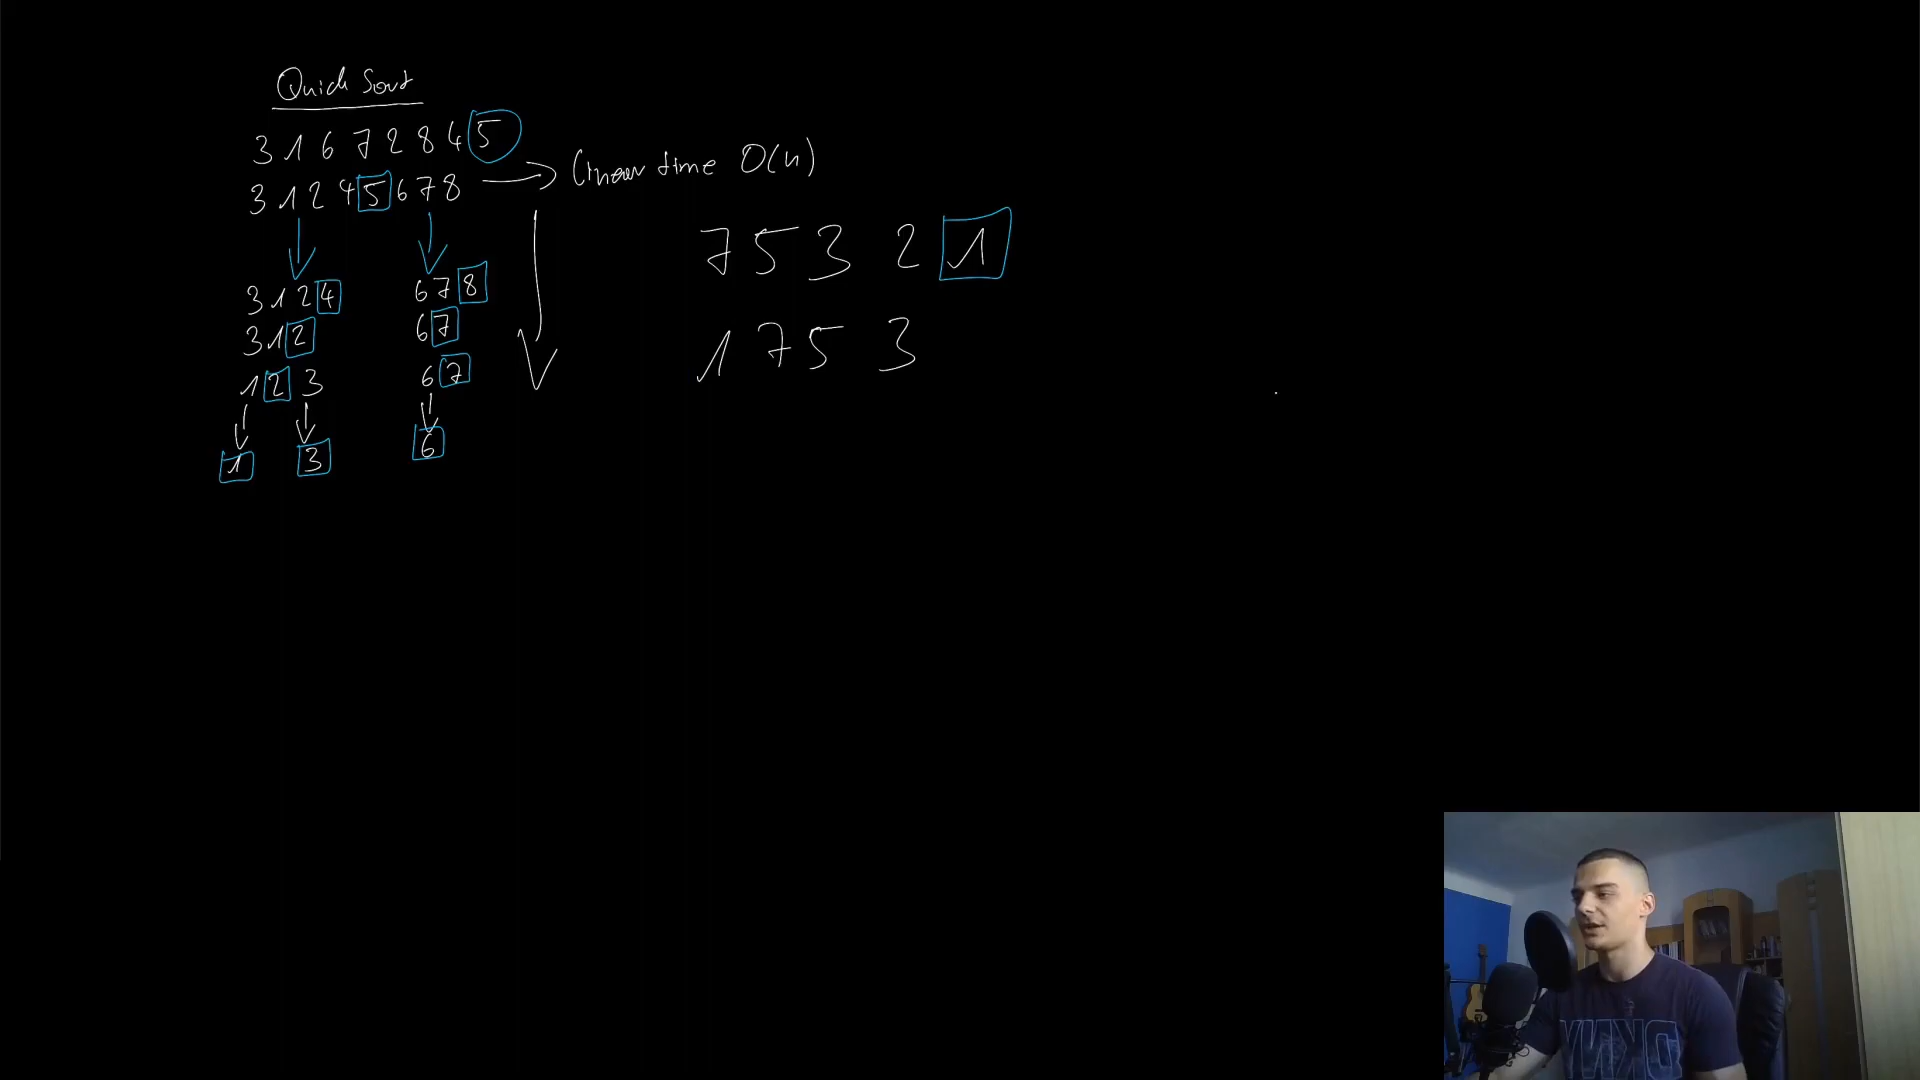 Quick Sort
3 1 6 7 2 8 4 5
3 1 2 4 5 6 7 8
Linear time O(n)
3 1 2 4
6 7 8
3 1 2
6 7
1 2 3
6 7
1
3
6
7 5 3 2 1
1 7 5 3